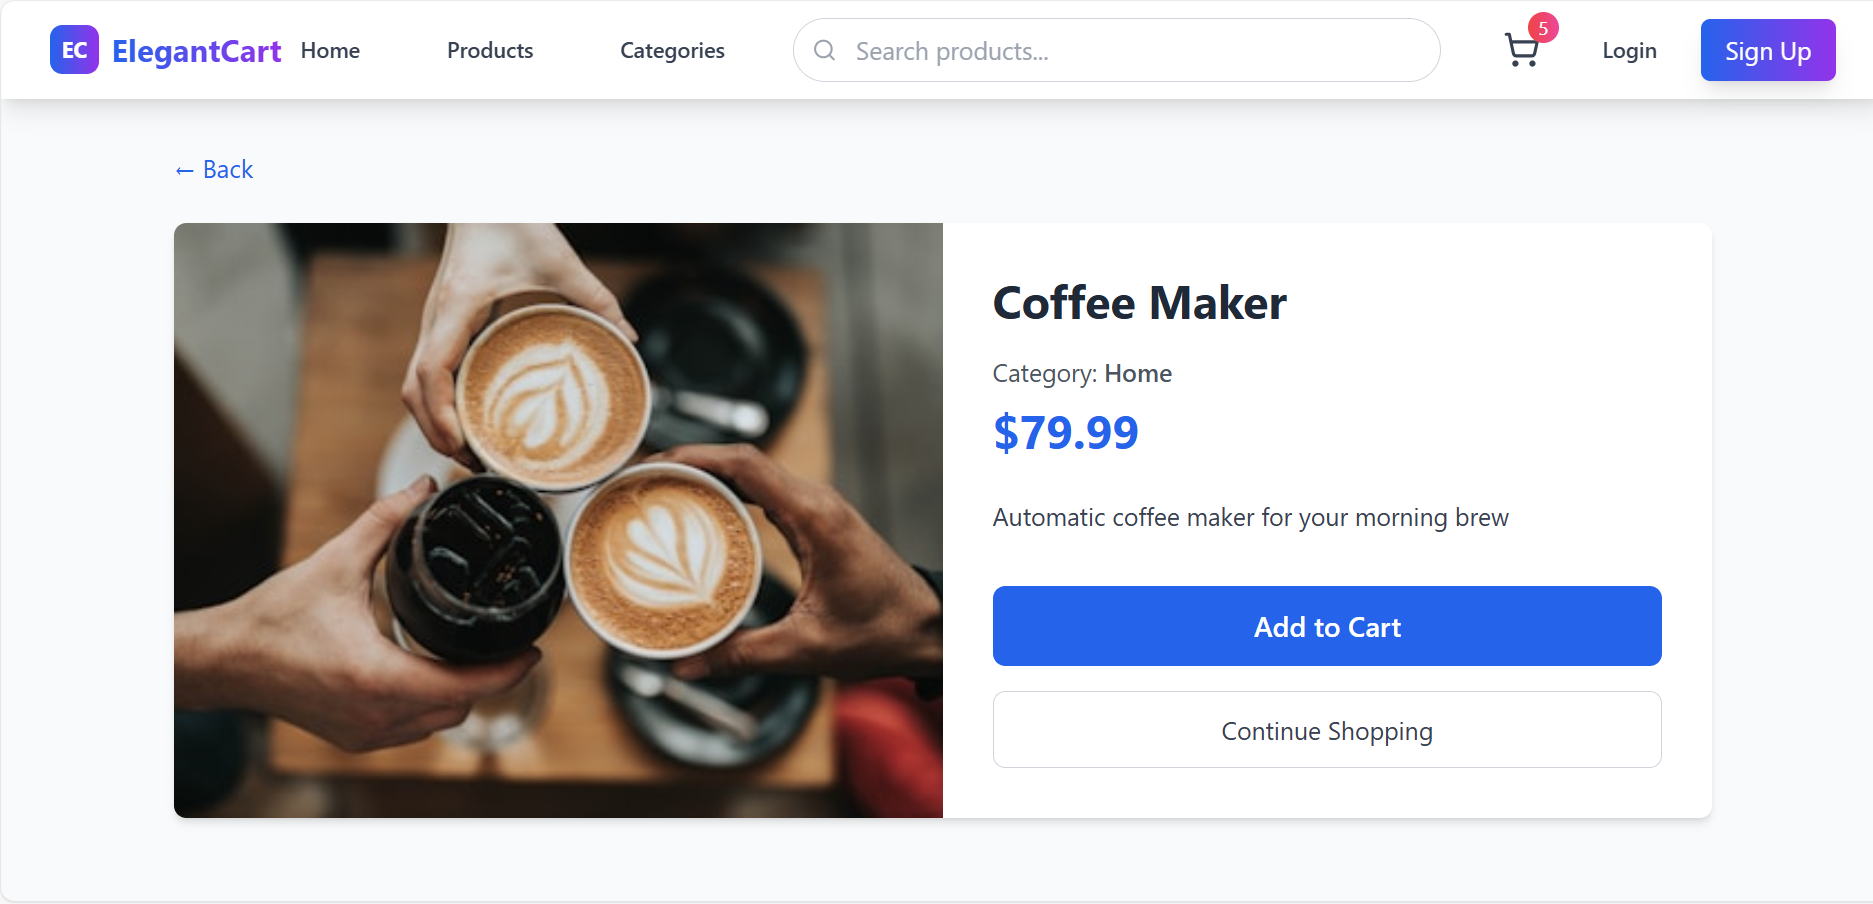 EC ElegantCart Home Products Categories Search products... 5 Login Sign Up
← Back
Coffee Maker
Category: Home
$79.99
Automatic coffee maker for your morning brew
Add to Cart
Continue Shopping